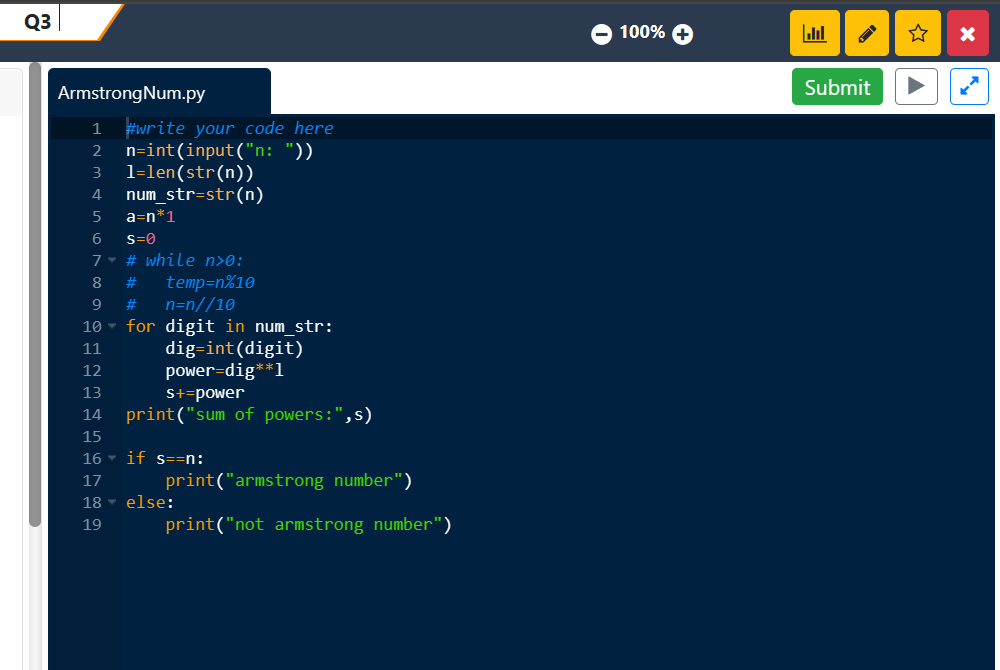 Q3
100%
ArmstrongNum.py
Submit
1 #write your code here
2 n=int(input("n: "))
3 l=len(str(n))
4 num_str=str(n)
5 a=n*1
6 s=0
7 # while n>0:
8 #   temp=n%10
9 #   n=n//10
10 for digit in num_str:
11     dig=int(digit)
12     power=dig**l
13     s+=power
14 print("sum of powers:",s)
15
16 if s==n:
17     print("armstrong number")
18 else:
19     print("not armstrong number")